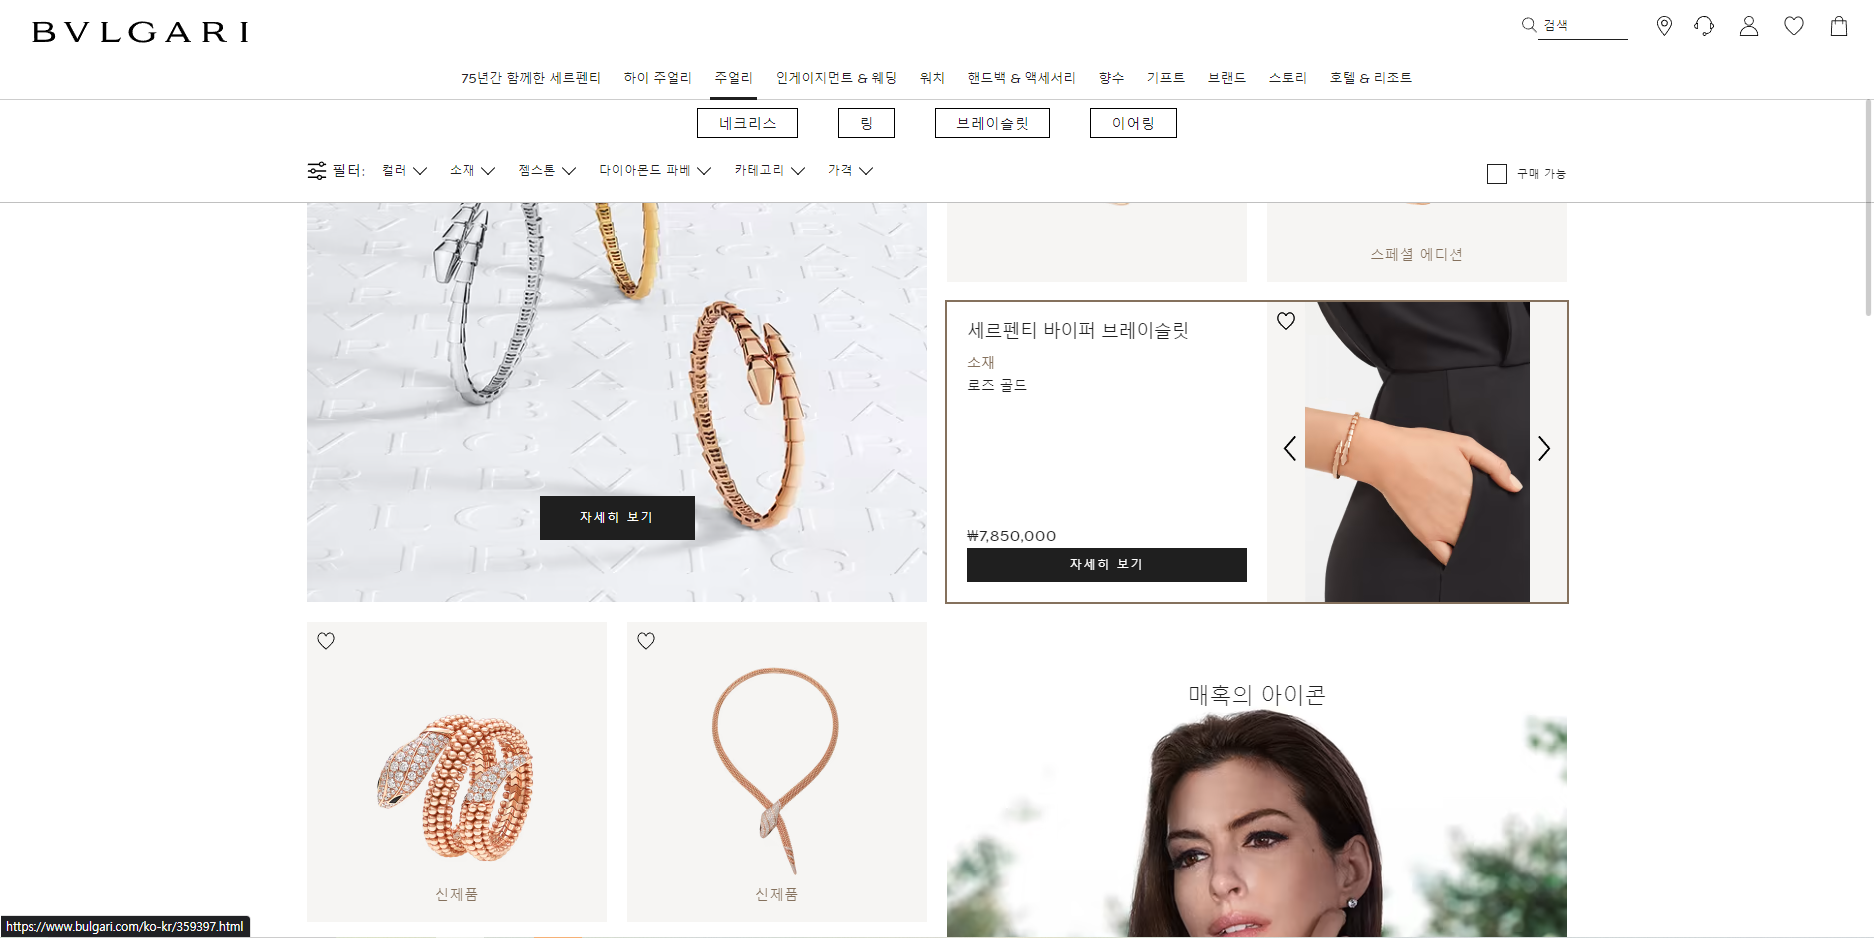 BVLGARI
검색
75년간 함께한 세르펜티 하이 주얼리 주얼리 인게이지먼트 & 웨딩 워치 핸드백 & 액세서리 향수 기프트 브랜드 스토리 호텔 & 리조트
네크리스 링 브레이슬릿 이어링
필터: 컬러 소재 젬스톤 다이아몬드 파베 카테고리 가격
구매 가능
스페셜 에디션
세르펜티 바이퍼 브레이슬릿
소재
로즈 골드
자세히 보기
₩7,850,000
자세히 보기
매혹의 아이콘
신제품
신제품
https://www.bulgari.com/ko-kr/359397.html